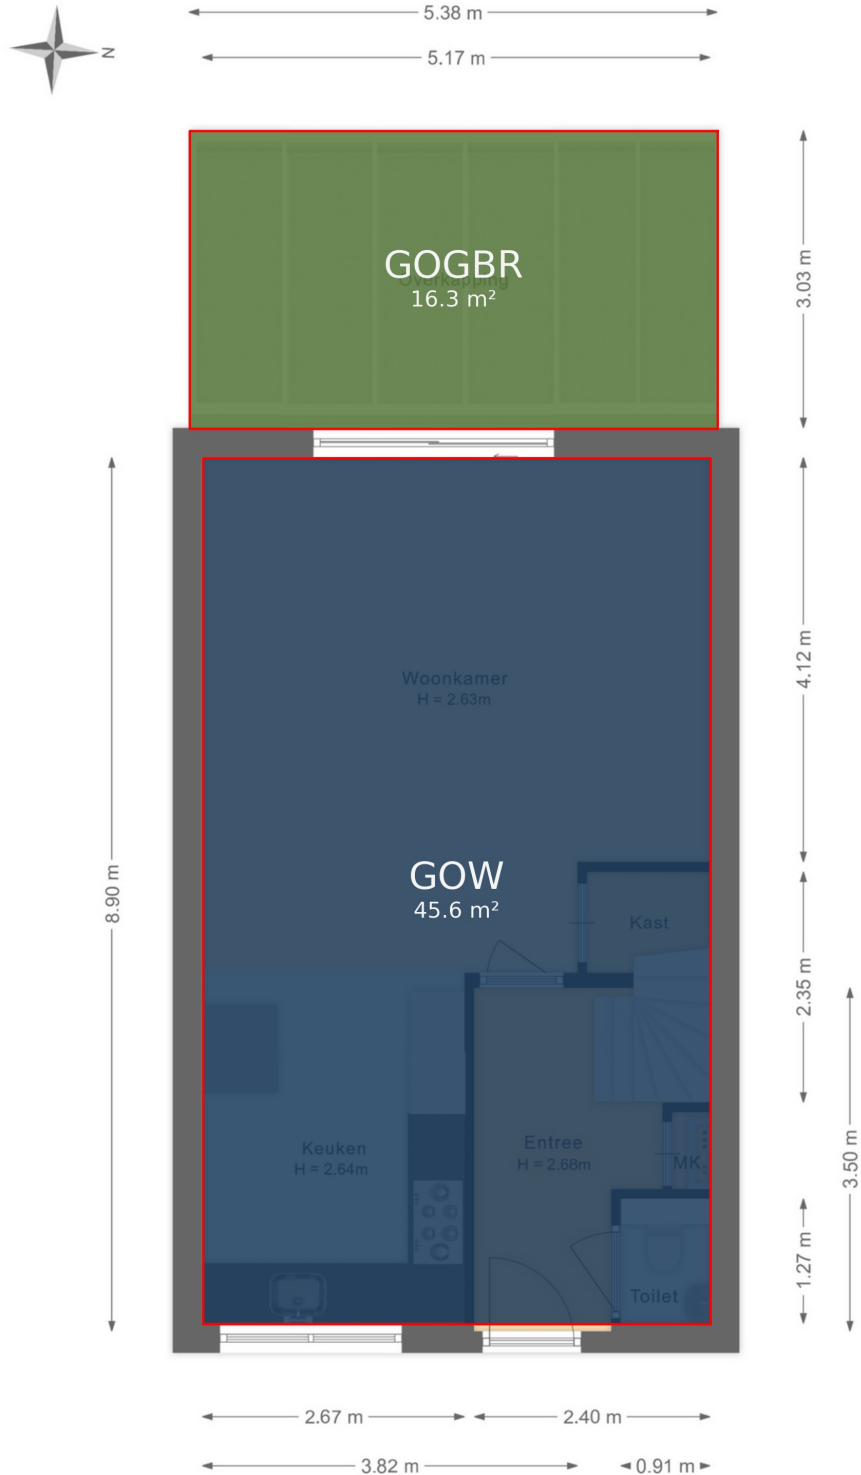 5.38 m
5.17 m
N
GOGBR
Overkapping
16.3 m²
3.03 m
4.12 m
Woonkamer
H = 2.63m
8.90 m
GOW
45.6 m²
Kast
2.35 m
Keuken
H = 2.64m
Entree
H = 2.68m
MK
3.50 m
1.27 m
Toilet
2.67 m
2.40 m
3.82 m
0.91 m